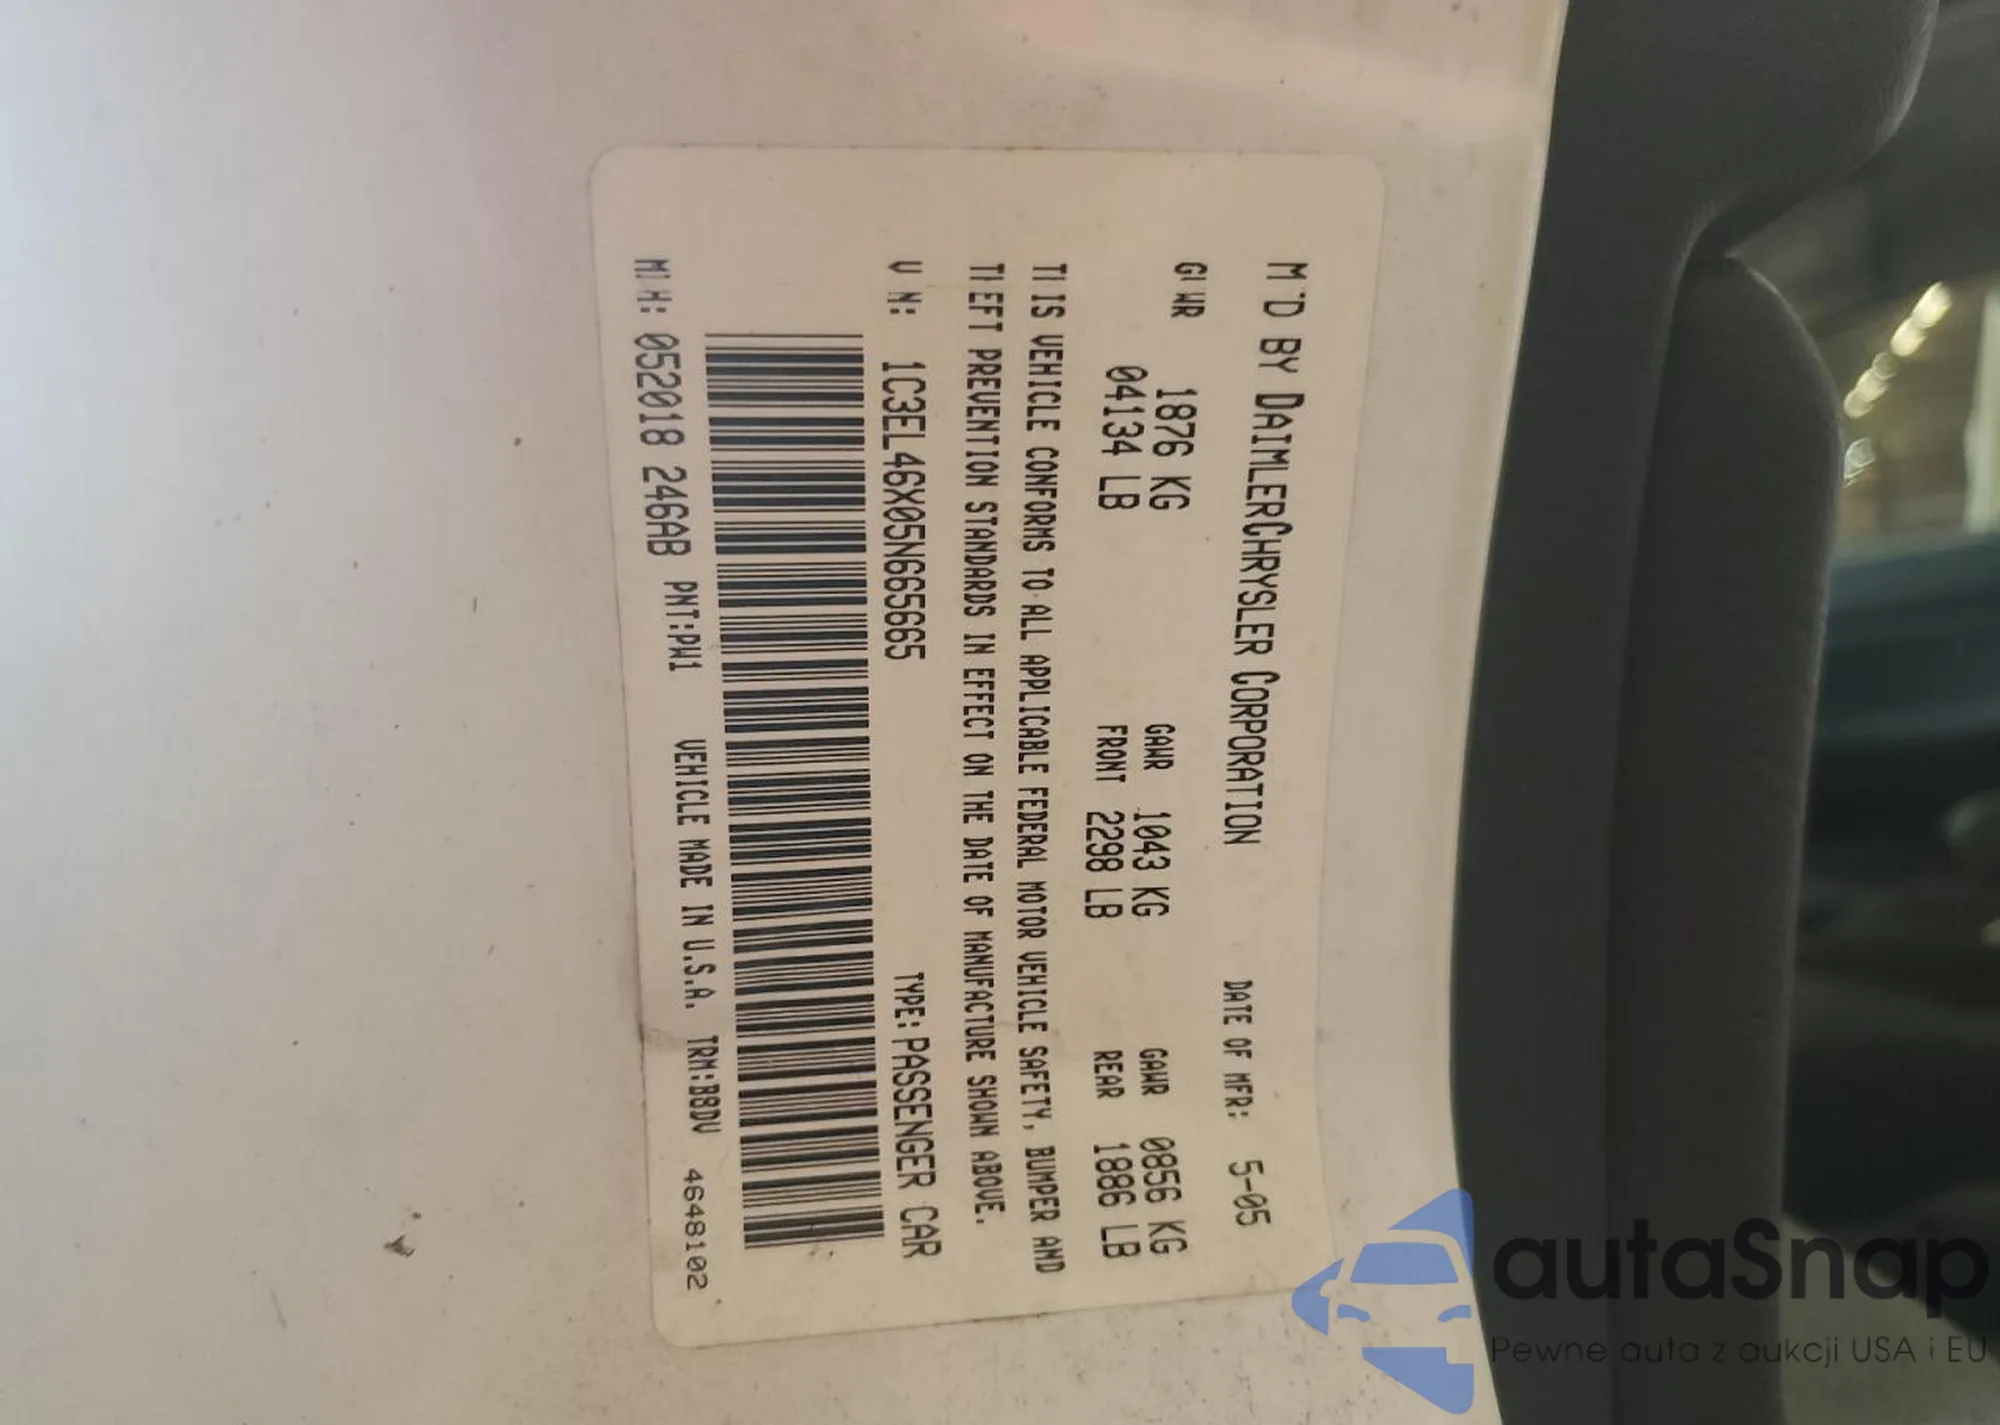 MFD BY DAIMLERCHRYSLER CORPORATION DATE OF MFR: 5-05
GVWR 1876 KG GAWR 1043 KG GAWR 0856 KG
04134 LB FRONT 2298 LB REAR 1886 LB
THIS VEHICLE CONFORMS TO ALL APPLICABLE FEDERAL MOTOR VEHICLE SAFETY, BUMPER AND
THEFT PREVENTION STANDARDS IN EFFECT ON THE DATE OF MANUFACTURE SHOWN ABOVE.
VIN: 1C3EL46X05N665665 TYPE: PASSENGER CAR
MDH: 052018 246AB PNT:PW1 VEHICLE MADE IN U.S.A. TRM:B8DV 4648102
autaSnap
Pewne auta z aukcji USA i EU